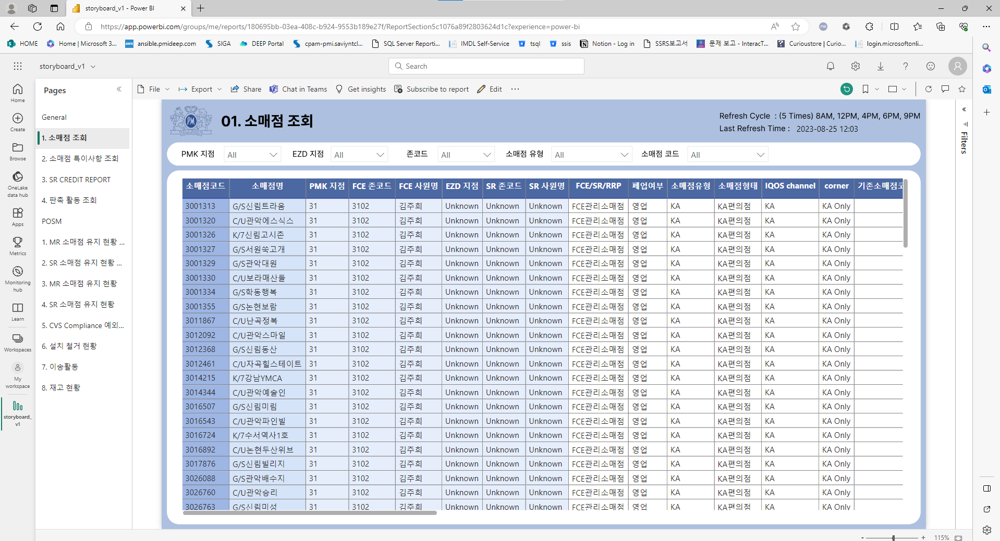 storyboard_v1 - Power BI
https://app.powerbi.com/groups/me/reports/180695bb-03ea-408c-b924-9553b189e27f/ReportSection5c1076a89f2803624d1c?experience=power-bi
HOME Home | Microsoft 3... ansible.pmideep.com SIGA DEEP Portal cpam-pmi.saviyntcl... SQL Server Reporti... IMDL Self-Service tsql ssis Notion - Log in SSRS보고서 문제 보고 - InteracT... Curioustore | Curio... login.microsoftonli...
storyboard_v1 Search
Home
Create
Browse
OneLake
data hub
Apps
Metrics
Monitoring
hub
Learn
Workspaces
My
workspace
storyboard_
v1
Pages
General
1. 소매점 조회
2. 소매점 특이사항 조회
3. SR CREDIT REPORT
4. 판촉 활동 조회
POSM
1. MR 소매점 유지 현황 ...
2. SR 소매점 유지 현황 ...
3. MR 소매점 유지 현황
4. SR 소매점 유지 현황
5. CVS Compliance 예외...
6. 설치 철거 현황
7. 이송활동
8. 재고 현황
File Export Share Chat in Teams Get insights Subscribe to report Edit
PM
01. 소매점 조회
Refresh Cycle : (5 Times) 8AM, 12PM, 4PM, 6PM, 9PM
Last Refresh Time : 2023-08-25 12:03
PMK 지점 All EZD 지점 All 존코드 All 소매점 유형 All 소매점 코드 All
소매점코드 소매점명 PMK 지점 FCE 존코드 FCE 사원명 EZD 지점 SR 존코드 SR 사원명 FCE/SR/RRP 폐업여부 소매점유형 소매점형태 IQOS channel corner 기존소매점코
3001313 G/S신림트라움 31 3102 김주희 Unknown Unknown Unknown FCE관리소매점 영업 KA KA편의점 KA KA Only
3001320 C/U관악에스식스 31 3102 김주희 Unknown Unknown Unknown FCE관리소매점 영업 KA KA편의점 KA KA Only
3001326 K/7신림고시촌 31 3102 김주희 Unknown Unknown Unknown FCE관리소매점 영업 KA KA편의점 KA KA Only
3001327 G/S서원쑥고개 31 3102 김주희 Unknown Unknown Unknown FCE관리소매점 영업 KA KA편의점 KA KA Only
3001329 G/S관악대원 31 3102 김주희 Unknown Unknown Unknown FCE관리소매점 영업 KA KA편의점 KA KA Only
3001330 C/U보라매산들 31 3102 김주희 Unknown Unknown Unknown FCE관리소매점 영업 KA KA편의점 KA KA Only
3001334 G/S학동행복 31 3102 김주희 Unknown Unknown Unknown FCE관리소매점 영업 KA KA편의점 KA KA Only
3001355 G/S논현보람 31 3102 김주희 Unknown Unknown Unknown FCE관리소매점 영업 KA KA편의점 KA KA Only
3011867 C/U난곡정복 31 3102 김주희 Unknown Unknown Unknown FCE관리소매점 영업 KA KA편의점 KA KA Only
3012092 C/U관악스마일 31 3102 김주희 Unknown Unknown Unknown FCE관리소매점 영업 KA KA편의점 KA KA Only
3012368 G/S신림동산 31 3102 김주희 Unknown Unknown Unknown FCE관리소매점 영업 KA KA편의점 KA KA Only
3012461 C/U자곡힐스테이트 31 3102 김주희 Unknown Unknown Unknown FCE관리소매점 영업 KA KA편의점 KA KA Only
3014215 K/7강남YMCA 31 3102 김주희 Unknown Unknown Unknown FCE관리소매점 영업 KA KA편의점 KA KA Only
3014344 C/U관악예술인 31 3102 김주희 Unknown Unknown Unknown FCE관리소매점 영업 KA KA편의점 KA KA Only
3016507 G/S신림미림 31 3102 김주희 Unknown Unknown Unknown FCE관리소매점 영업 KA KA편의점 KA KA Only
3016543 C/U관악파인빌 31 3102 김주희 Unknown Unknown Unknown FCE관리소매점 영업 KA KA편의점 KA KA Only
3016724 K/7수서역사1호 31 3102 김주희 Unknown Unknown Unknown FCE관리소매점 영업 KA KA편의점 KA KA Only
3016892 C/U논현두산위브 31 3102 김주희 Unknown Unknown Unknown FCE관리소매점 영업 KA KA편의점 KA KA Only
3017876 G/S신림빌리지 31 3102 김주희 Unknown Unknown Unknown FCE관리소매점 영업 KA KA편의점 KA KA Only
3026088 G/S관악배수지 31 3102 김주희 Unknown Unknown Unknown FCE관리소매점 영업 KA KA편의점 KA KA Only
3026760 C/U관악승리 31 3102 김주희 Unknown Unknown Unknown FCE관리소매점 영업 KA KA편의점 KA KA Only
3026763 G/S신림미성 31 3102 김주희 Unknown Unknown Unknown FCE관리소매점 영업 KA KA편의점 KA KA Only
Filters
115%